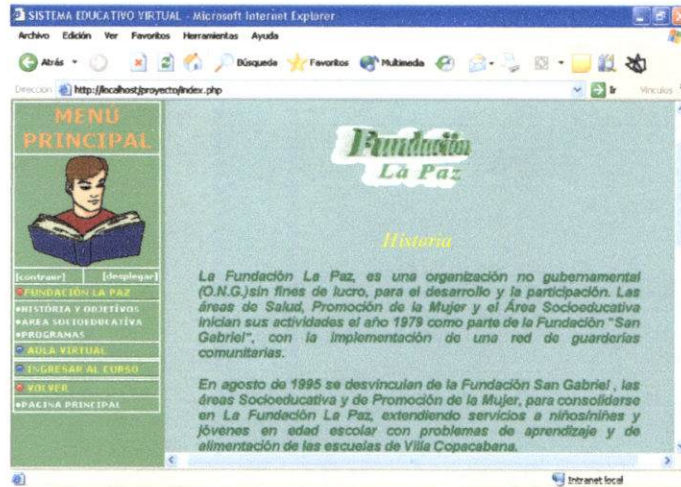 SISTEMA EDUCATIVO VIRTUAL - Microsoft Internet Explorer
Archivo Edición Ver Favoritos Herramientas Ayuda
Atrás Búsqueda Favoritos Multimedia
Dirección http://localhost/proyecto/index.php Ir Vínculos
MENÚ
PRINCIPAL
[contraer] [desplegar]
FUNDACIÓN LA PAZ
HISTÓRIA Y OBJETIVOS
AREA SOCIOEDUCATIVA
PROGRAMAS
AULA VIRTUAL
INGRESAR AL CURSO
VOLVER
PAGINA PRINCIPAL
Fundación
La Paz
Historia
La Fundación La Paz, es una organización no gubernamental
(O.N.G.)sin fines de lucro, para el desarrollo y la participación. Las
áreas de Salud, Promoción de la Mujer y el Área Socioeducativa
inician sus actividades el año 1979 como parte de la Fundación "San
Gabriel", con la implementación de una red de guarderías
comunitarias.
En agosto de 1995 se desvinculan de la Fundación San Gabriel , las
áreas Socioeducativa y de Promoción de la Mujer, para consolidarse
en La Fundación La Paz, extendiendo servicios a niños/niñas y
jóvenes en edad escolar con problemas de aprendizaje y de
alimentación de las escuelas de Villa Copacabana.
Intranet local